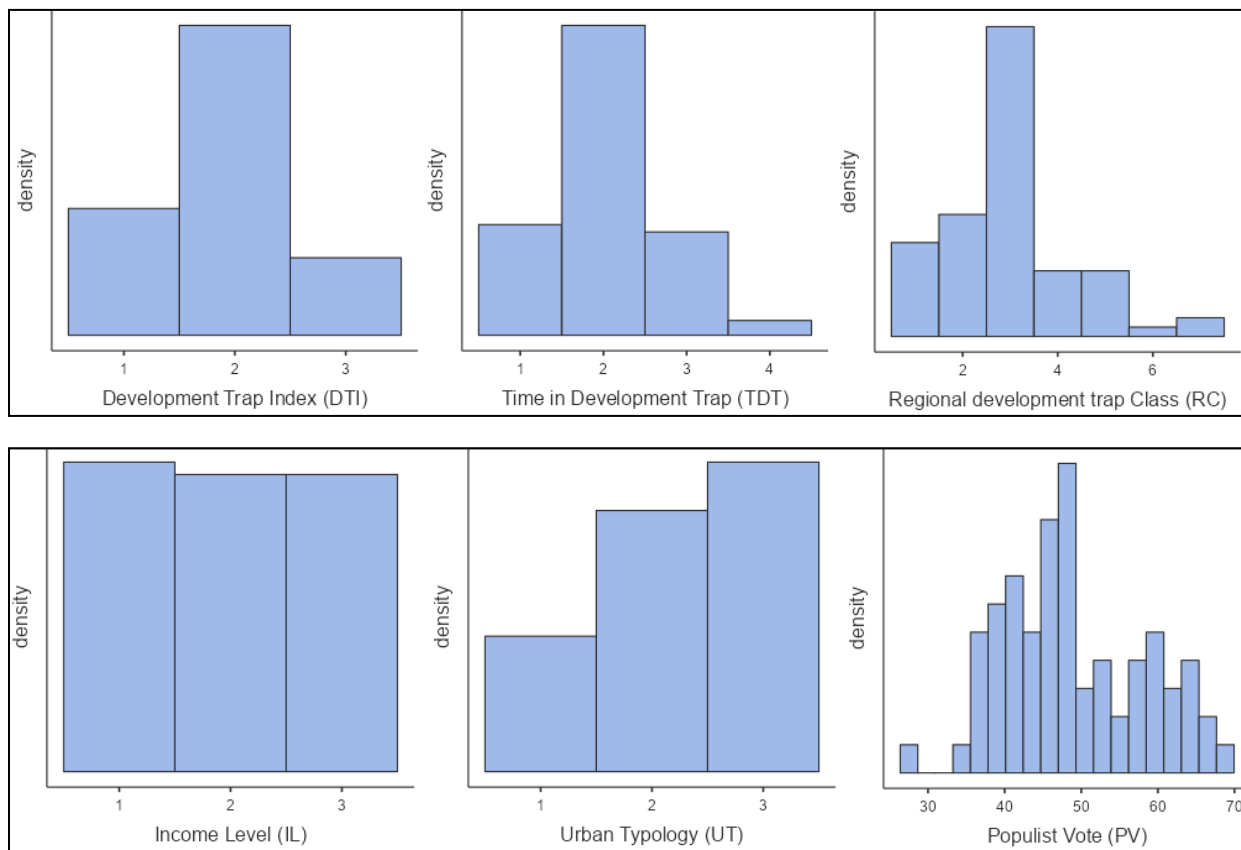 density
1 2 3
Development Trap Index (DTI)
density
1 2 3 4
Time in Development Trap (TDT)
density
2 4 6
Regional development trap Class (RC)
density
1 2 3
Income Level (IL)
density
1 2 3
Urban Typology (UT)
density
30 40 50 60 70
Populist Vote (PV)